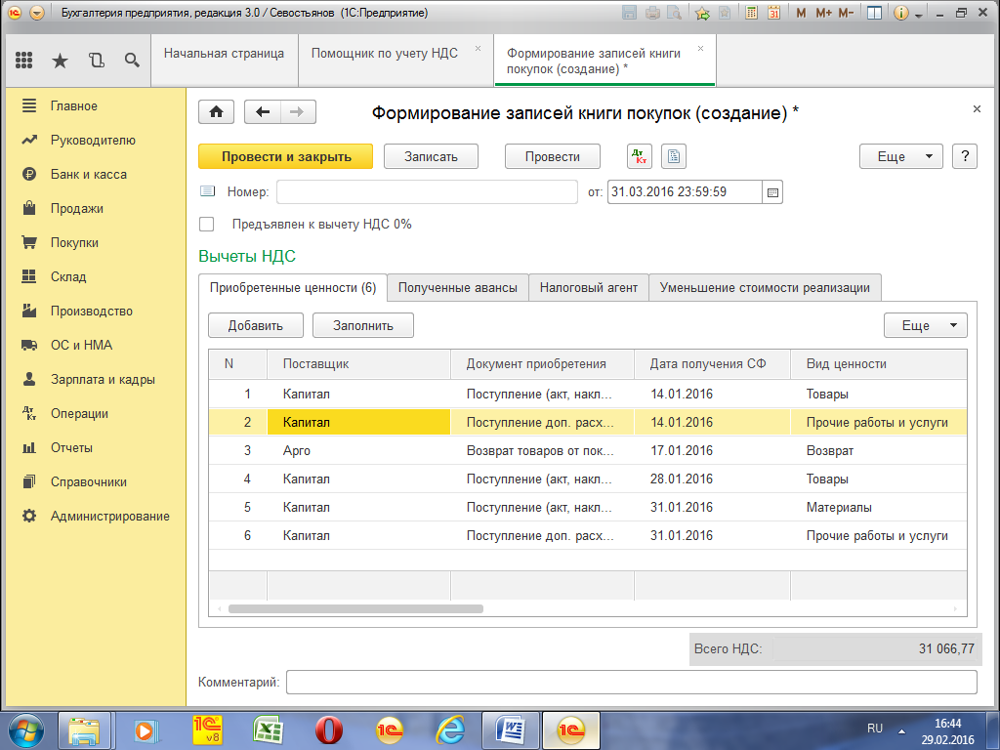 Бухгалтерия предприятия, редакция 3.0 / Севостьянов (1С:Предприятие)
M M+ M-
Начальная страница
Помощник по учету НДС
Формирование записей книги
покупок (создание) *
Главное
Руководителю
Банк и касса
Продажи
Покупки
Склад
Производство
ОС и НМА
Зарплата и кадры
Операции
Отчеты
Справочники
Администрирование
Формирование записей книги покупок (создание) *
Провести и закрыть
Записать
Провести
Дт
Кт
Еще
?
Номер:
от: 31.03.2016 23:59:59
Предъявлен к вычету НДС 0%
Вычеты НДС
Приобретенные ценности (6)
Полученные авансы
Налоговый агент
Уменьшение стоимости реализации
Добавить
Заполнить
Еще
N Поставщик Документ приобретения Дата получения СФ Вид ценности
1 Капитал Поступление (акт, накл... 14.01.2016 Товары
2 Капитал Поступление доп. расх... 14.01.2016 Прочие работы и услуги
3 Арго Возврат товаров от пок... 17.01.2016 Возврат
4 Капитал Поступление (акт, накл... 28.01.2016 Товары
5 Капитал Поступление (акт, накл... 31.01.2016 Материалы
6 Капитал Поступление доп. расх... 31.01.2016 Прочие работы и услуги
Всего НДС: 31 066,77
Комментарий:
RU
16:44
29.02.2016